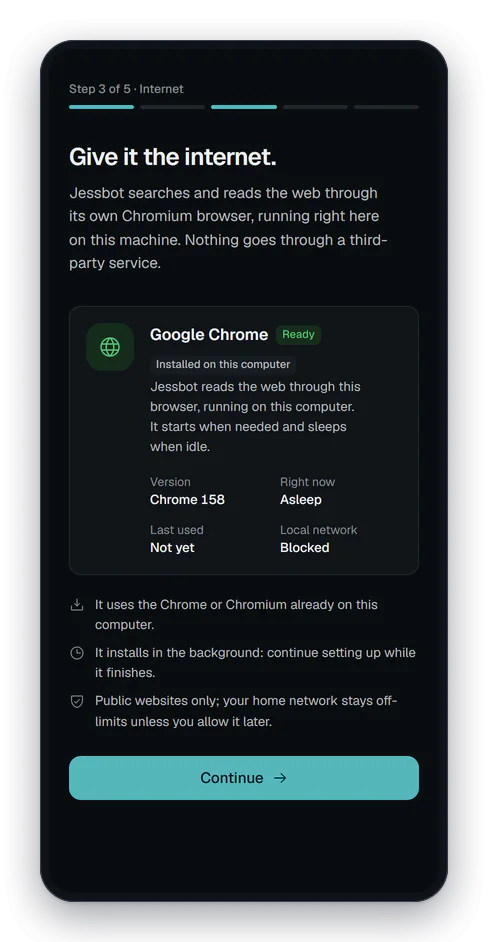 Step 3 of 5 · Internet
Give it the internet.
Jessbot searches and reads the web through
its own Chromium browser, running right here
on this machine. Nothing goes through a third-
party service.
Google Chrome Ready
Installed on this computer
Jessbot reads the web through this
browser, running on this computer.
It starts when needed and sleeps
when idle.
Version Right now
Chrome 158 Asleep
Last used Local network
Not yet Blocked
It uses the Chrome or Chromium already on this
computer.
It installs in the background: continue setting up while
it finishes.
Public websites only; your home network stays off-
limits unless you allow it later.
Continue →